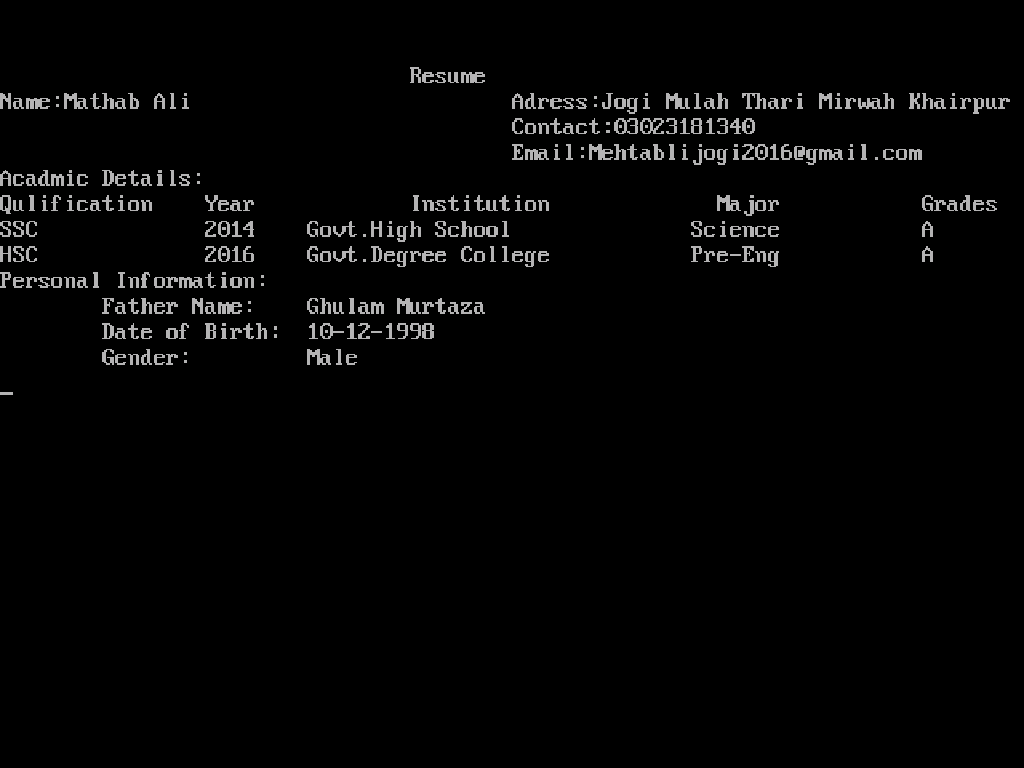 Resume
Name:Mathab Ali Adress:Jogi Mulah Thari Mirwah Khairpur
Contact:03023181340
Email:Mehtablijogi2016@gmail.com
Acadmic Details:
Qulification Year Institution Major Grades
SSC 2014 Govt.High School Science A
HSC 2016 Govt.Degree College Pre-Eng A
Personal Information:
Father Name: Ghulam Murtaza
Date of Birth: 10-12-1998
Gender: Male